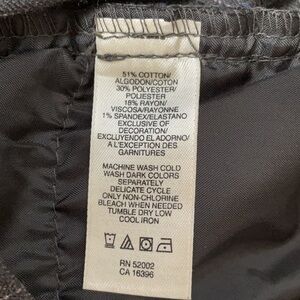 51% COTTON/
ALGODON/COTON
30% POLYESTER/
POLIESTER
18% RAYON/
VISCOSA/RAYONNE
1% SPANDEX/ELASTANO
EXCLUSIVE OF
DECORATION/
EXCLUYENDO EL ADORNO/
A L'EXCEPTION DES
GARNITURES
MACHINE WASH COLD
WASH DARK COLORS
SEPARATELY
DELICATE CYCLE
ONLY NON-CHLORINE
BLEACH WHEN NEEDED
TUMBLE DRY LOW
COOL IRON
RN 52002
CA 16396